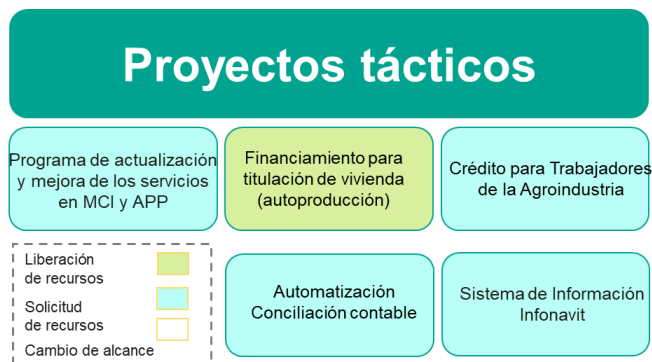 Proyectos tácticos
Programa de actualización
y mejora de los servicios
en MCI y APP
Financiamiento para
titulación de vivienda
(autoproducción)
Crédito para Trabajadores
de la Agroindustria
Liberación
de recursos
Solicitud
de recursos
Cambio de alcance
Automatización
Conciliación contable
Sistema de Información
Infonavit